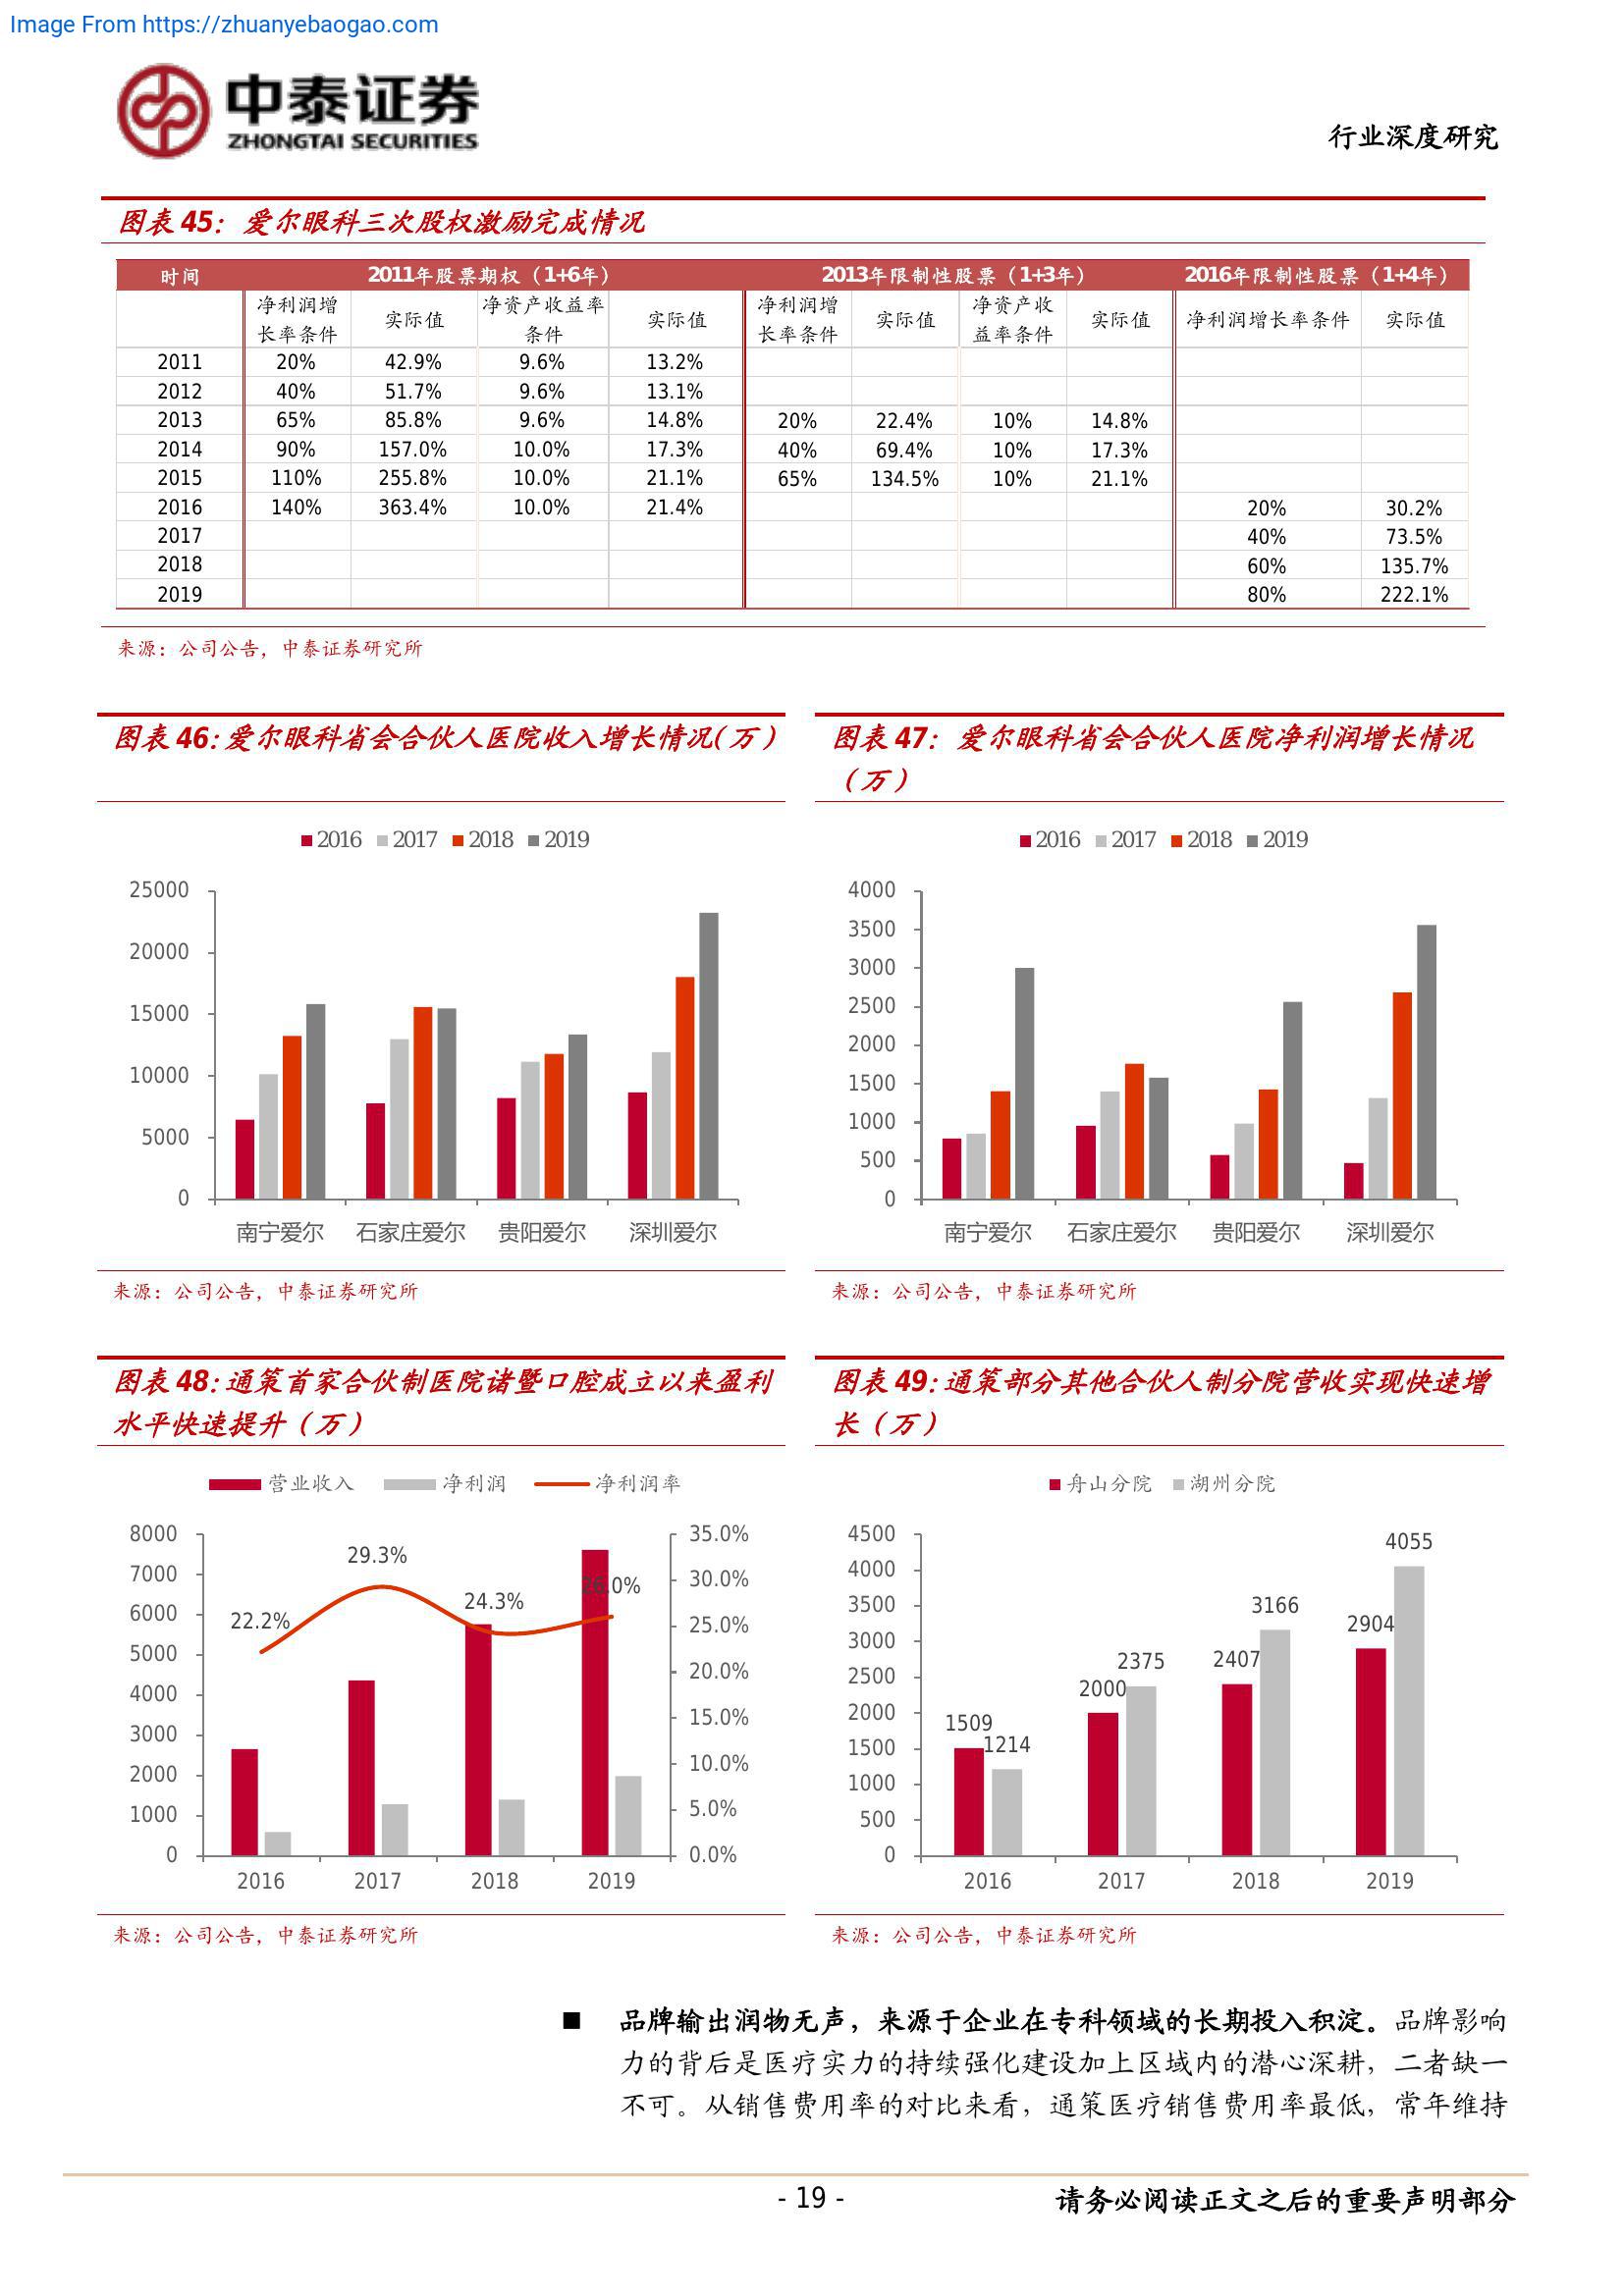 Image From https://zhuanyebaogao.com
中泰证券
ZHONGTAI SECURITIES
行业深度研究
图表 45：爱尔眼科三次股权激励完成情况
时间 2011年股票期权（1+6年） 2013年限制性股票（1+3年） 2016年限制性股票（1+4年）
净利润增长率条件 实际值 净资产收益率条件 实际值 净利润增长率条件 实际值 净资产收益率条件 实际值 净利润增长率条件 实际值
2011 20% 42.9% 9.6% 13.2%
2012 40% 51.7% 9.6% 13.1%
2013 65% 85.8% 9.6% 14.8% 20% 22.4% 10% 14.8%
2014 90% 157.0% 10.0% 17.3% 40% 69.4% 10% 17.3%
2015 110% 255.8% 10.0% 21.1% 65% 134.5% 10% 21.1%
2016 140% 363.4% 10.0% 21.4% 20% 30.2%
2017 40% 73.5%
2018 60% 135.7%
2019 80% 222.1%
来源：公司公告，中泰证券研究所
图表 46：爱尔眼科省会合伙人医院收入增长情况（万）
2016 2017 2018 2019
25000
20000
15000
10000
5000
0
南宁爱尔 石家庄爱尔 贵阳爱尔 深圳爱尔
来源：公司公告，中泰证券研究所
图表 47： 爱尔眼科省会合伙人医院净利润增长情况
（万）
2016 2017 2018 2019
4000
3500
3000
2500
2000
1500
1000
500
0
南宁爱尔 石家庄爱尔 贵阳爱尔 深圳爱尔
来源：公司公告，中泰证券研究所
图表 48：通策首家合伙制医院诸暨口腔成立以来盈利
水平快速提升（万）
营业收入 净利润 净利润率
8000
7000
6000
5000
4000
3000
2000
1000
0
22.2%
29.3%
24.3%
26.0%
35.0%
30.0%
25.0%
20.0%
15.0%
10.0%
5.0%
0.0%
2016 2017 2018 2019
来源：公司公告，中泰证券研究所
图表 49：通策部分其他合伙人制分院营收实现快速增
长（万）
舟山分院 湖州分院
4500
4000
3500
3000
2500
2000
1500
1000
500
0
1509
1214
2000
2375
2407
3166
2904
4055
2016 2017 2018 2019
来源：公司公告，中泰证券研究所
■ 品牌输出润物无声，来源于企业在专科领域的长期投入积淀。品牌影响
力的背后是医疗实力的持续强化建设加上区域内的潜心深耕，二者缺一
不可。从销售费用率的对比来看，通策医疗销售费用率最低，常年维持
- 19 -
请务必阅读正文之后的重要声明部分